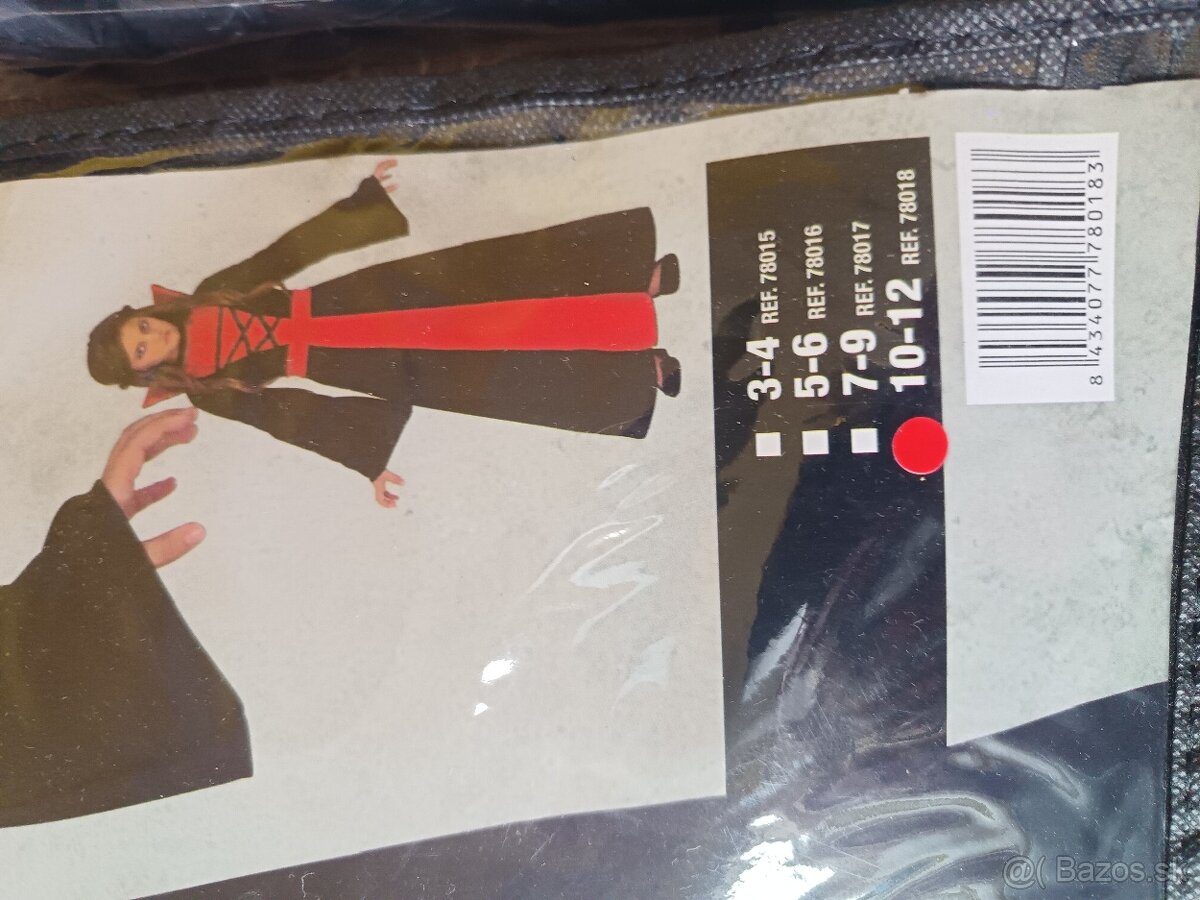 3-4 REF. 78015
5-6 REF. 78016
7-9 REF. 78017
10-12 REF. 78018
8 434077 780183
@( Bazos.sk